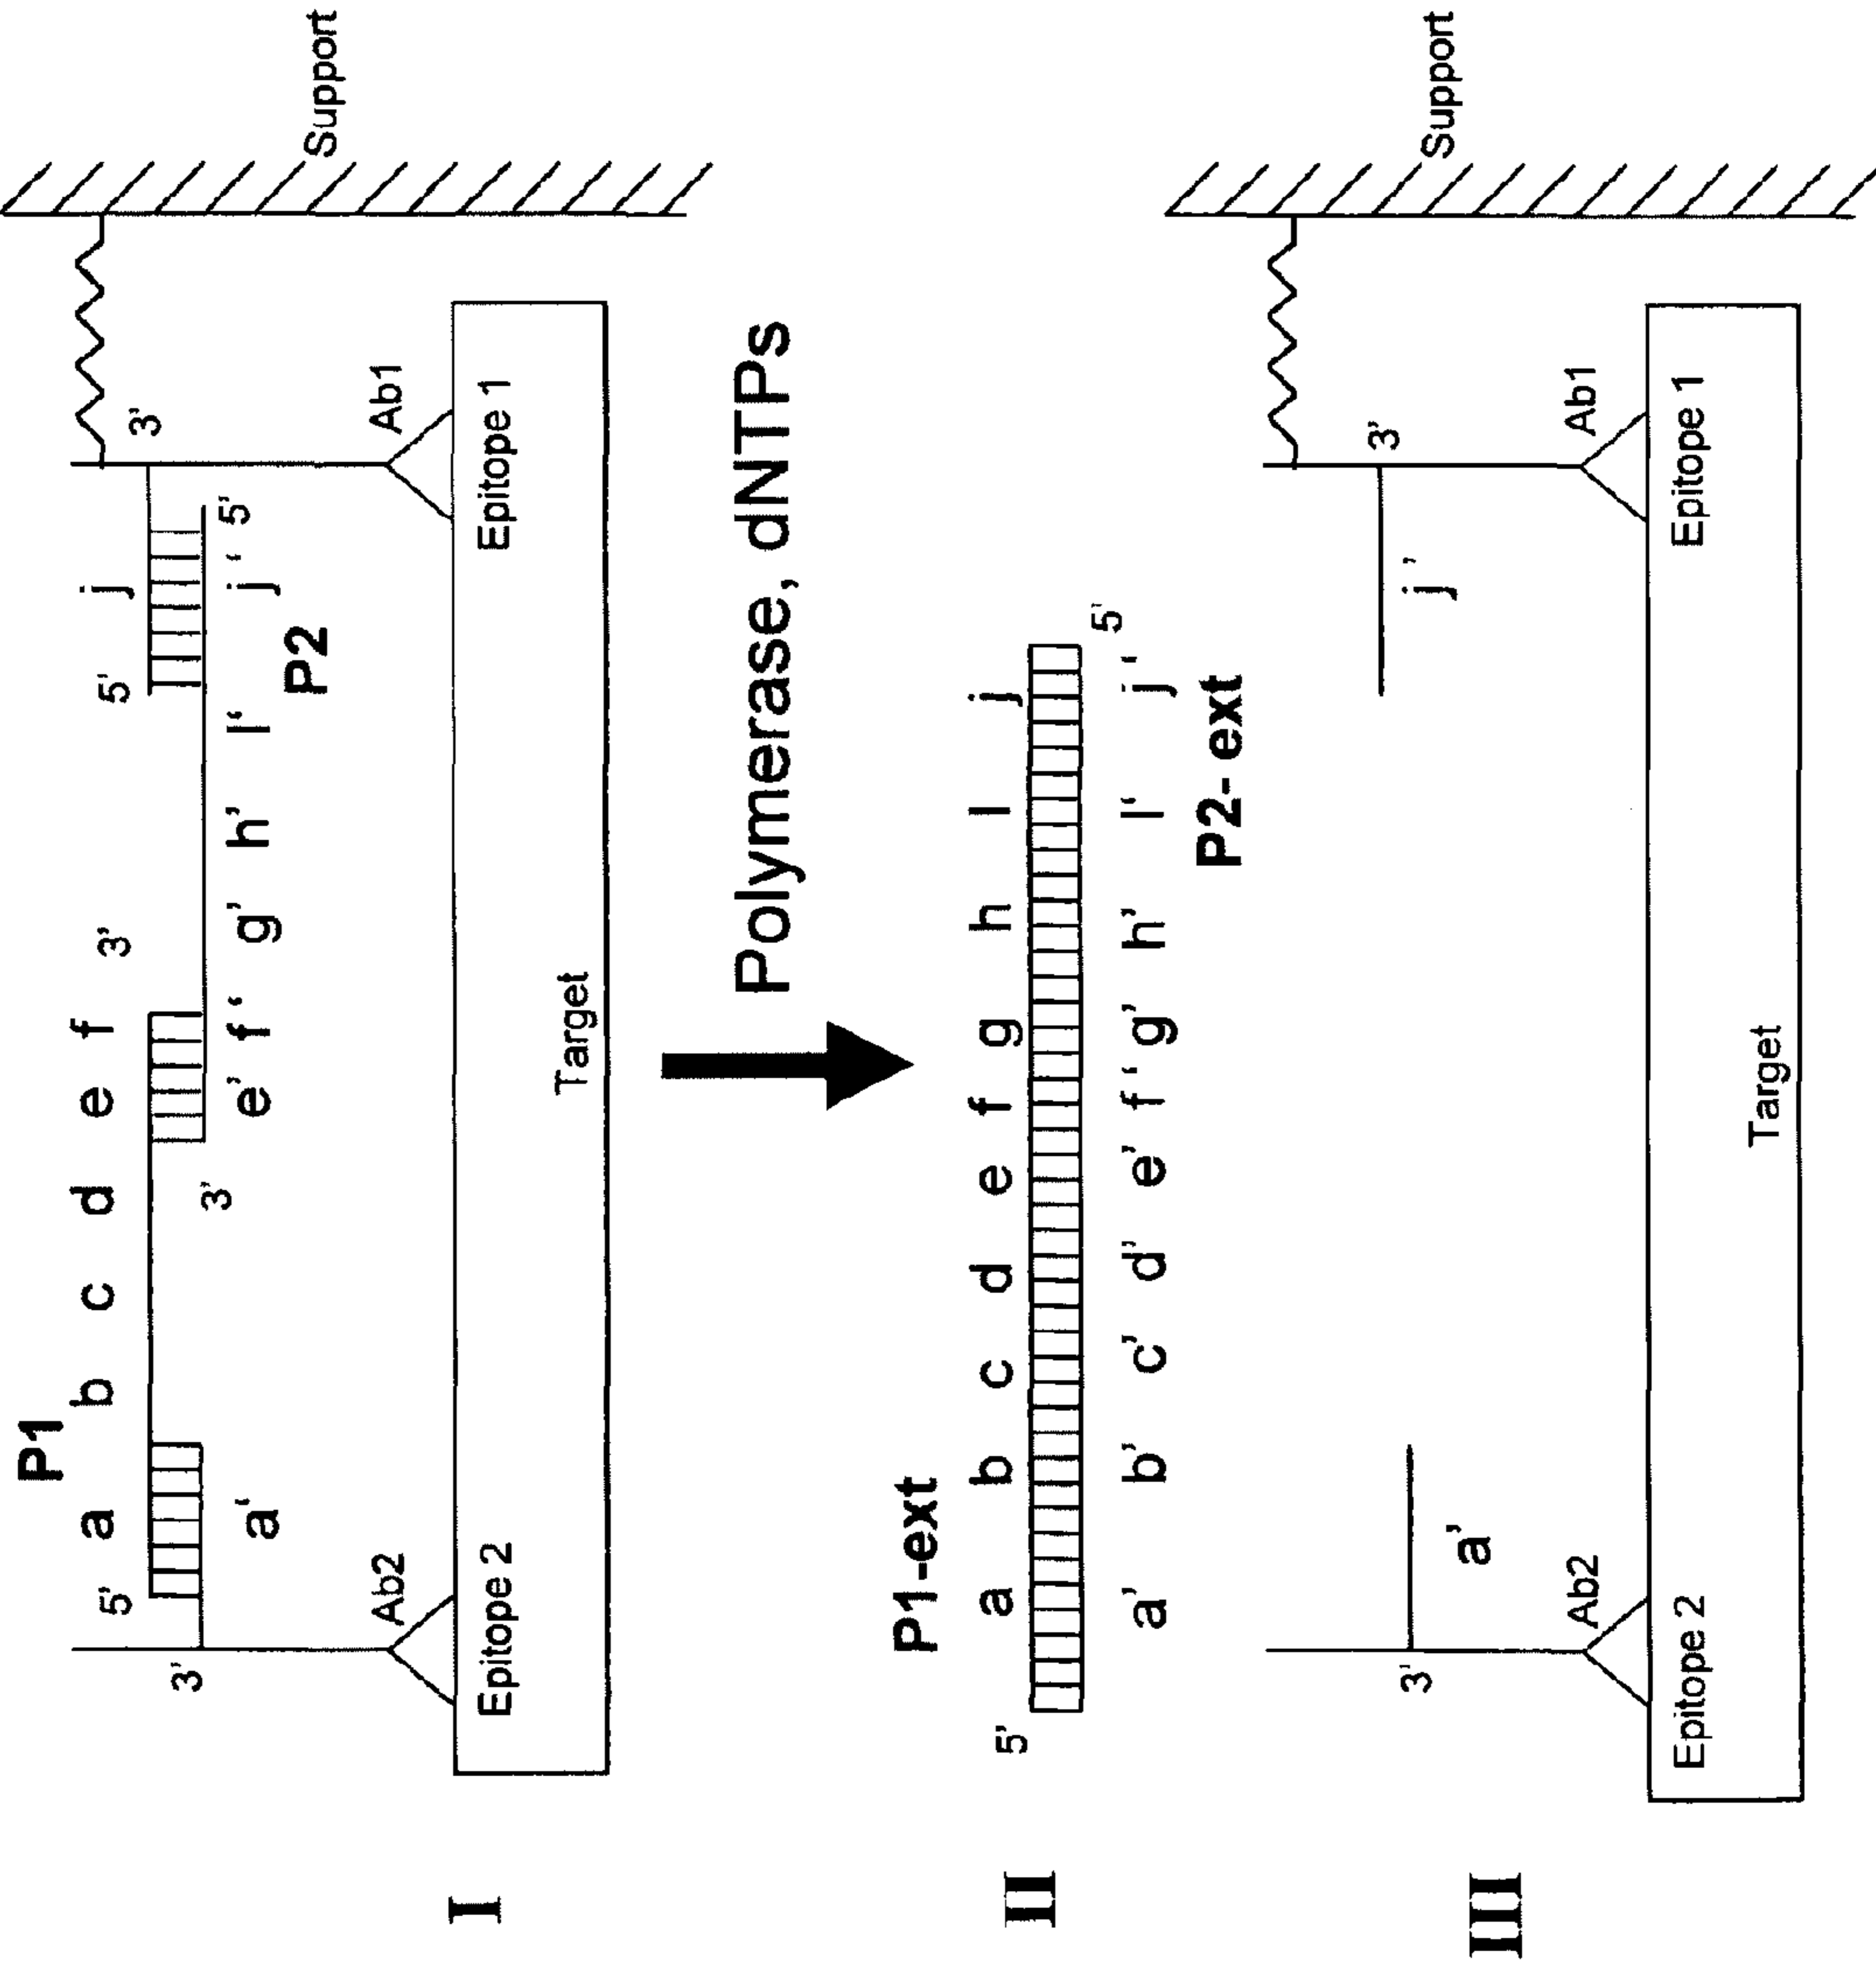 I
P1
5' a b c d e f 3' 5' j 3'
3' a‘ 3' e' f‘ g' h' I‘ j‘ 5'
P2
Support
Ab2 Ab1
Epitope 2 Epitope 1
Target
Polymerase, dNTPs
II
P1-ext
5' a b c d e f g h I j
a' b' c' d' e' f‘ g' h' I‘ j‘ 5'
P2-ext
III
3' a' j' 3'
Support
Ab2 Ab1
Epitope 2 Epitope 1
Target